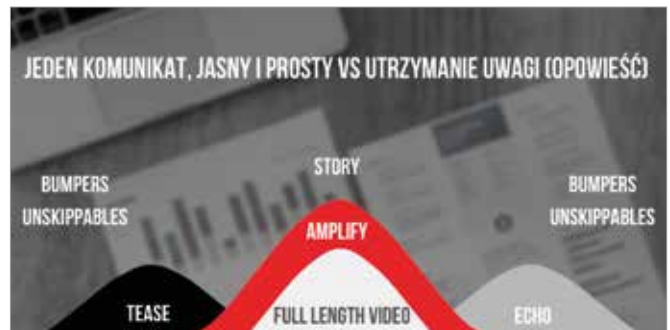 JEDEN KOMUNIKAT, JASNY I PROSTY VS UTRZYMANIE UWAGI (OPOWIEŚĆ)
STORY
BUMPERS
UNSKIPPABLES
BUMPERS
UNSKIPPABLES
AMPLIFY
TEASE
FULL LENGTH VIDEO
ECHO